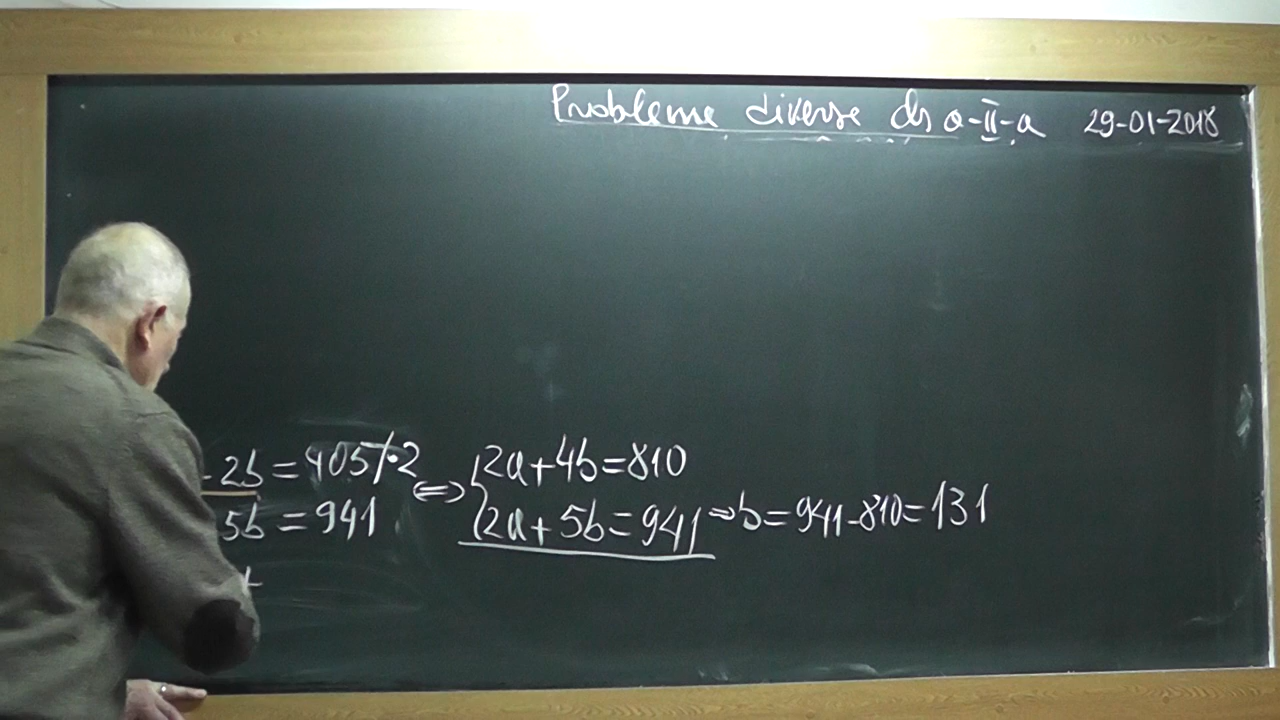 Probleme diverse cls a-II-a 29-01-2018
- 2b = 405/·2 ⇔ { 2a+4b=810
5b = 941 2a+5b=941 ⇒ b=941-810=131